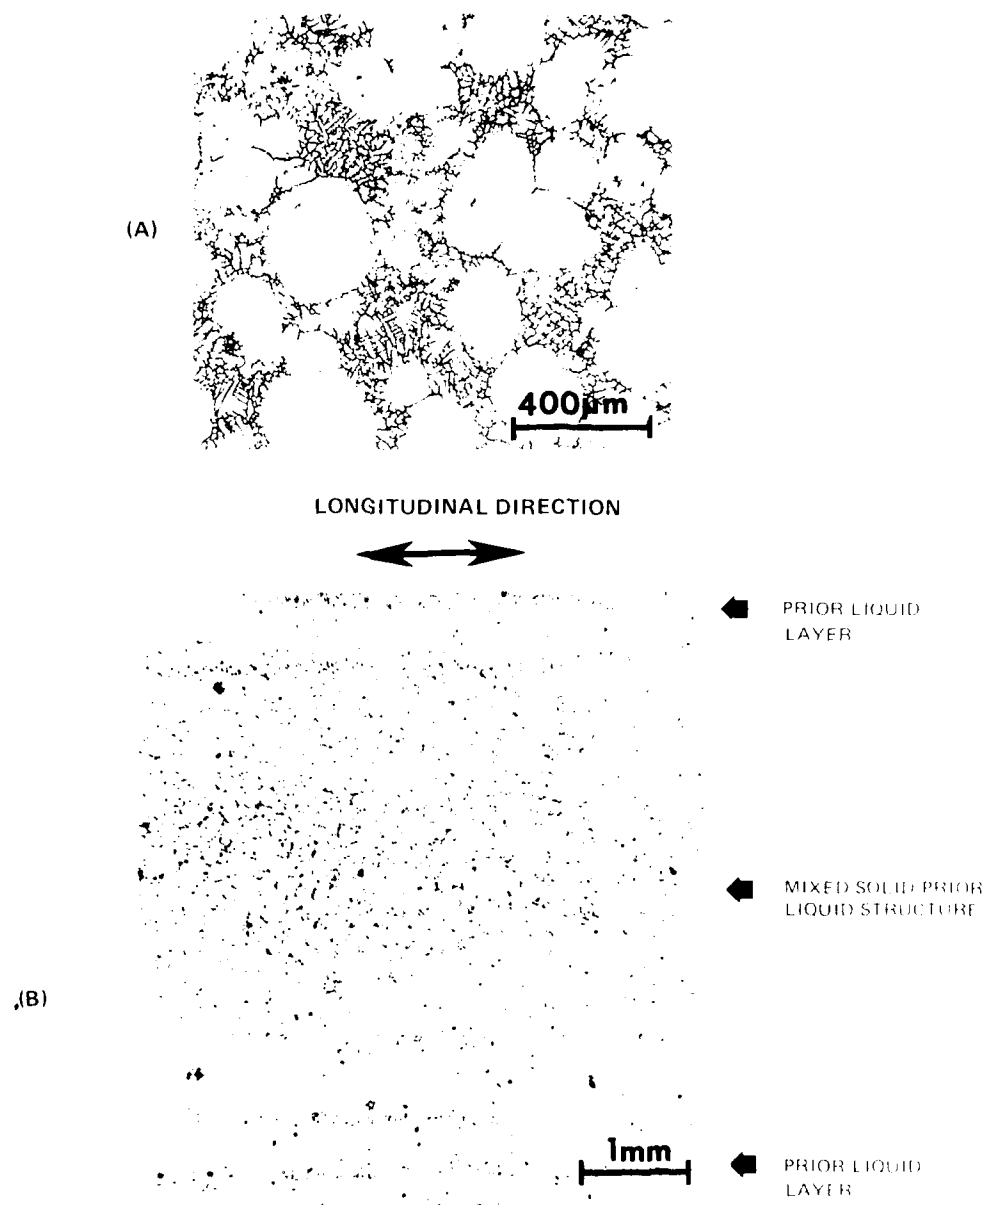 (A)
400µm
LONGITUDINAL DIRECTION
PRIOR LIQUID
LAYER
MIXED SOLID PRIOR
LIQUID STRUCTURE
(B)
1mm
PRIOR LIQUID
LAYER